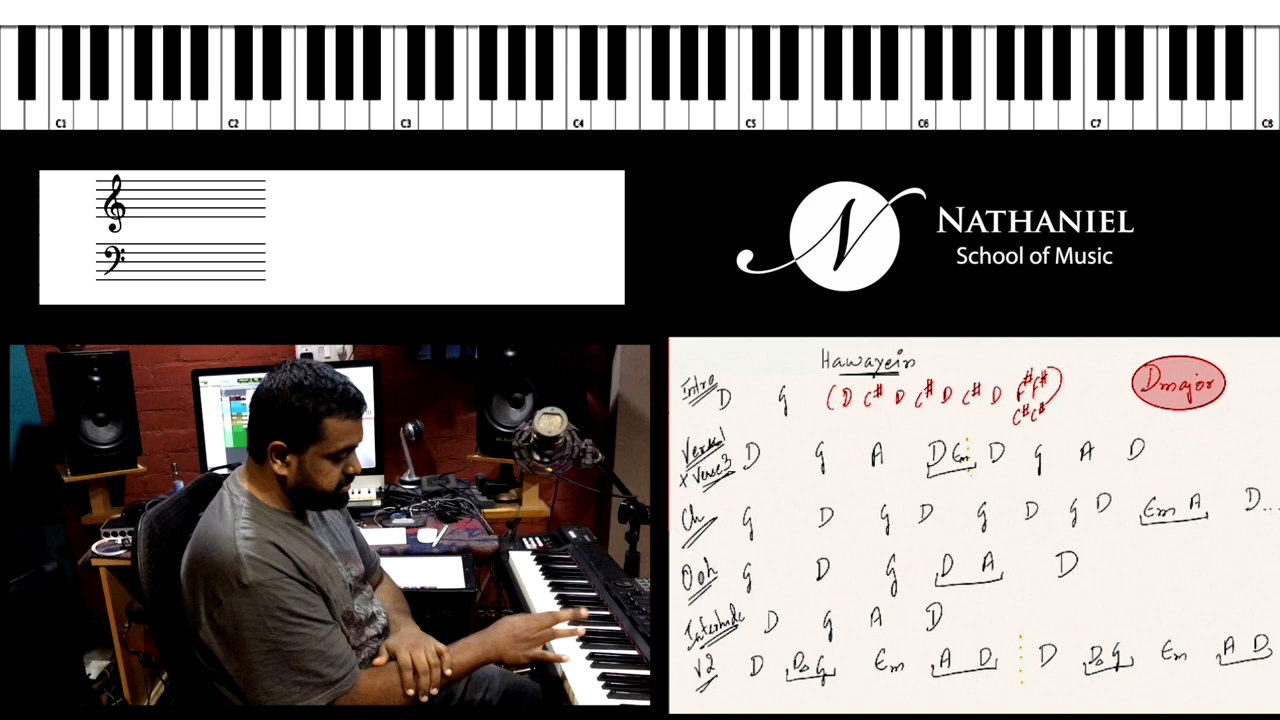 C1 C2 C3 C4 C5 C6 C7 C8
NATHANIEL
School of Music
Hawayein
Intro D G (D C# D C# D C# D F#F#)
C#C#
D major
Verse1 D G A D Em D G A D
x Verse3
Ch G D G D G D G D Em A D...
Ooh G D G D A D
Interlude D G A D
V2 D D G Em A D D D G Em A D